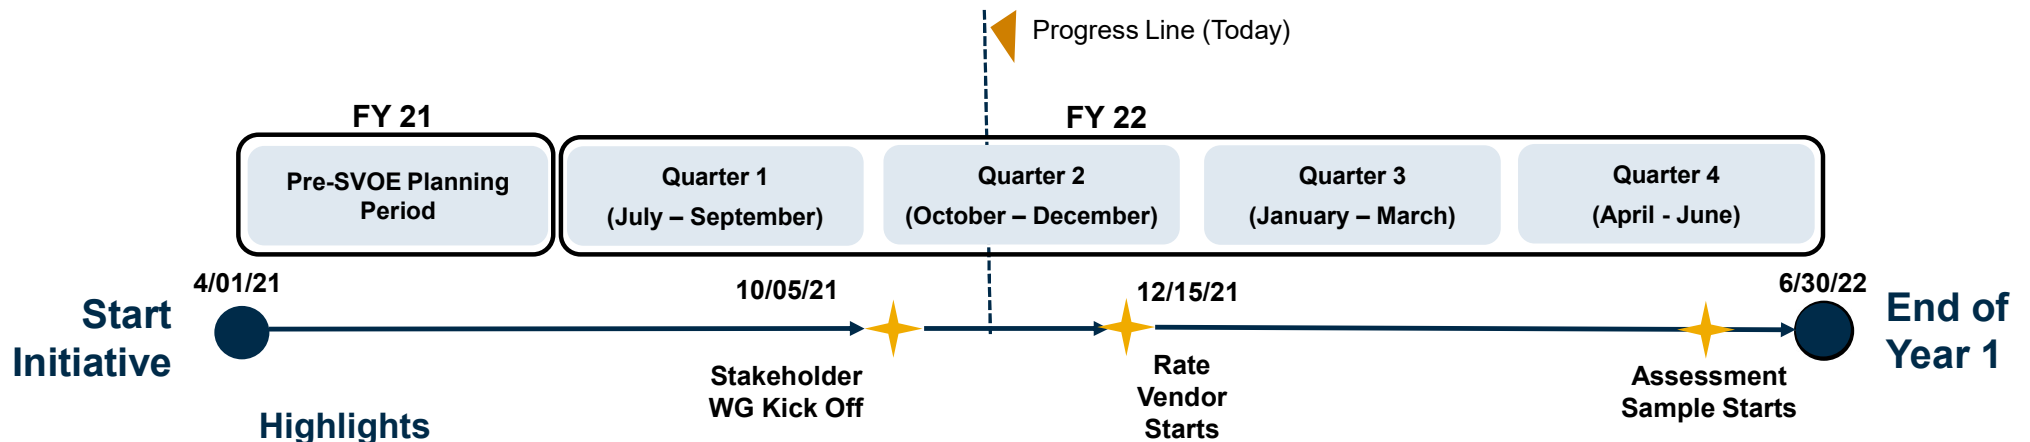 Progress Line (Today)
FY 21
FY 22
Pre-SVOE Planning
Period
Quarter 1
(July – September)
Quarter 2
(October – December)
Quarter 3
(January – March)
Quarter 4
(April - June)
4/01/21
10/05/21
12/15/21
6/30/22
Start
Initiative
End of
Year 1
Stakeholder
WG Kick Off
Rate
Vendor
Starts
Assessment
Sample Starts
Highlights